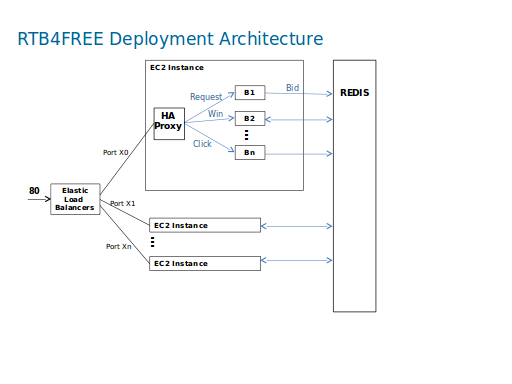 RTB4FREE Deployment Architecture
EC2 Instance
REDIS
Bid
B1
Request
HA
Proxy
Win
B2
Click
Bn
Port X0
80
Elastic
Load
Balancers
Port X1
EC2 Instance
Port Xn
EC2 Instance